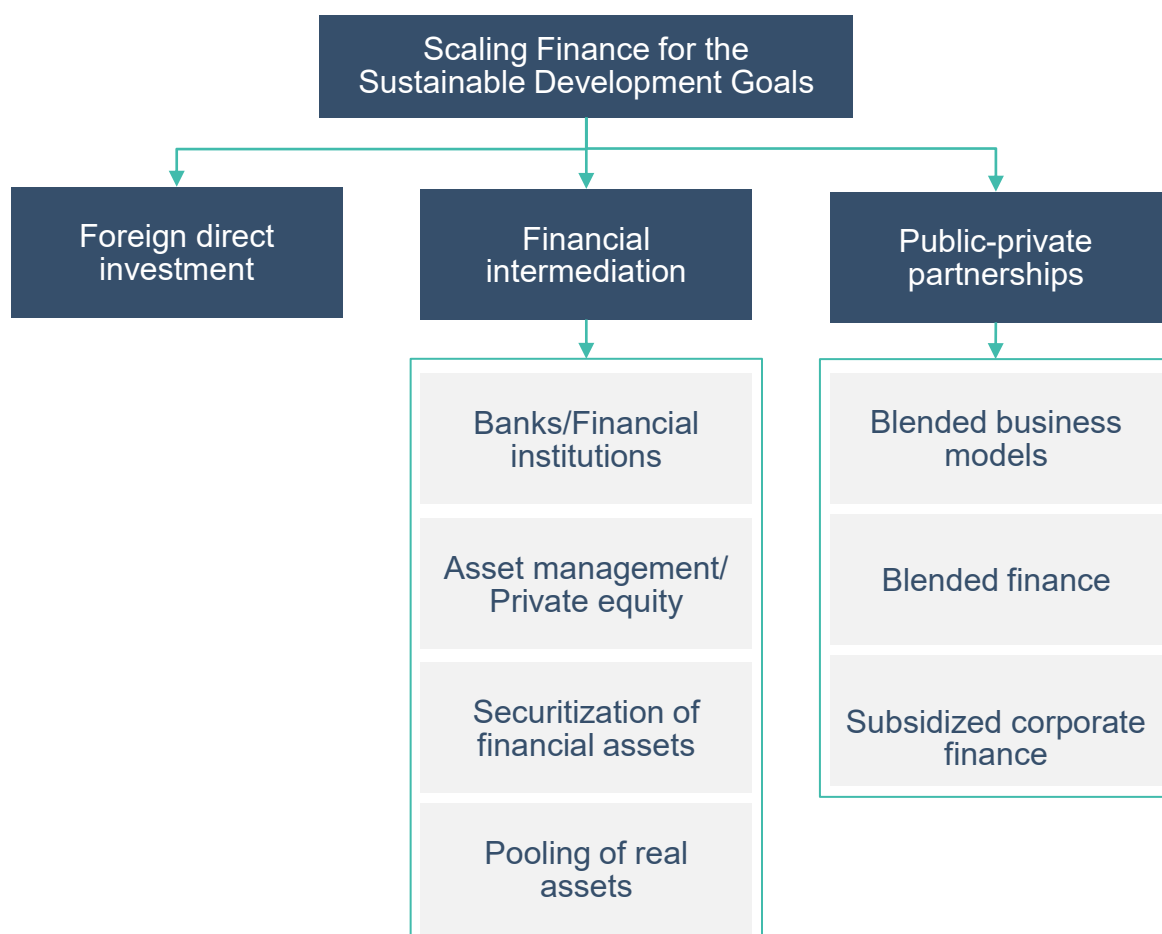 Scaling Finance for the
Sustainable Development Goals
Foreign direct
investment
Financial
intermediation
Public-private
partnerships
Banks/Financial
institutions
Asset management/
Private equity
Securitization of
financial assets
Pooling of real
assets
Blended business
models
Blended finance
Subsidized corporate
finance